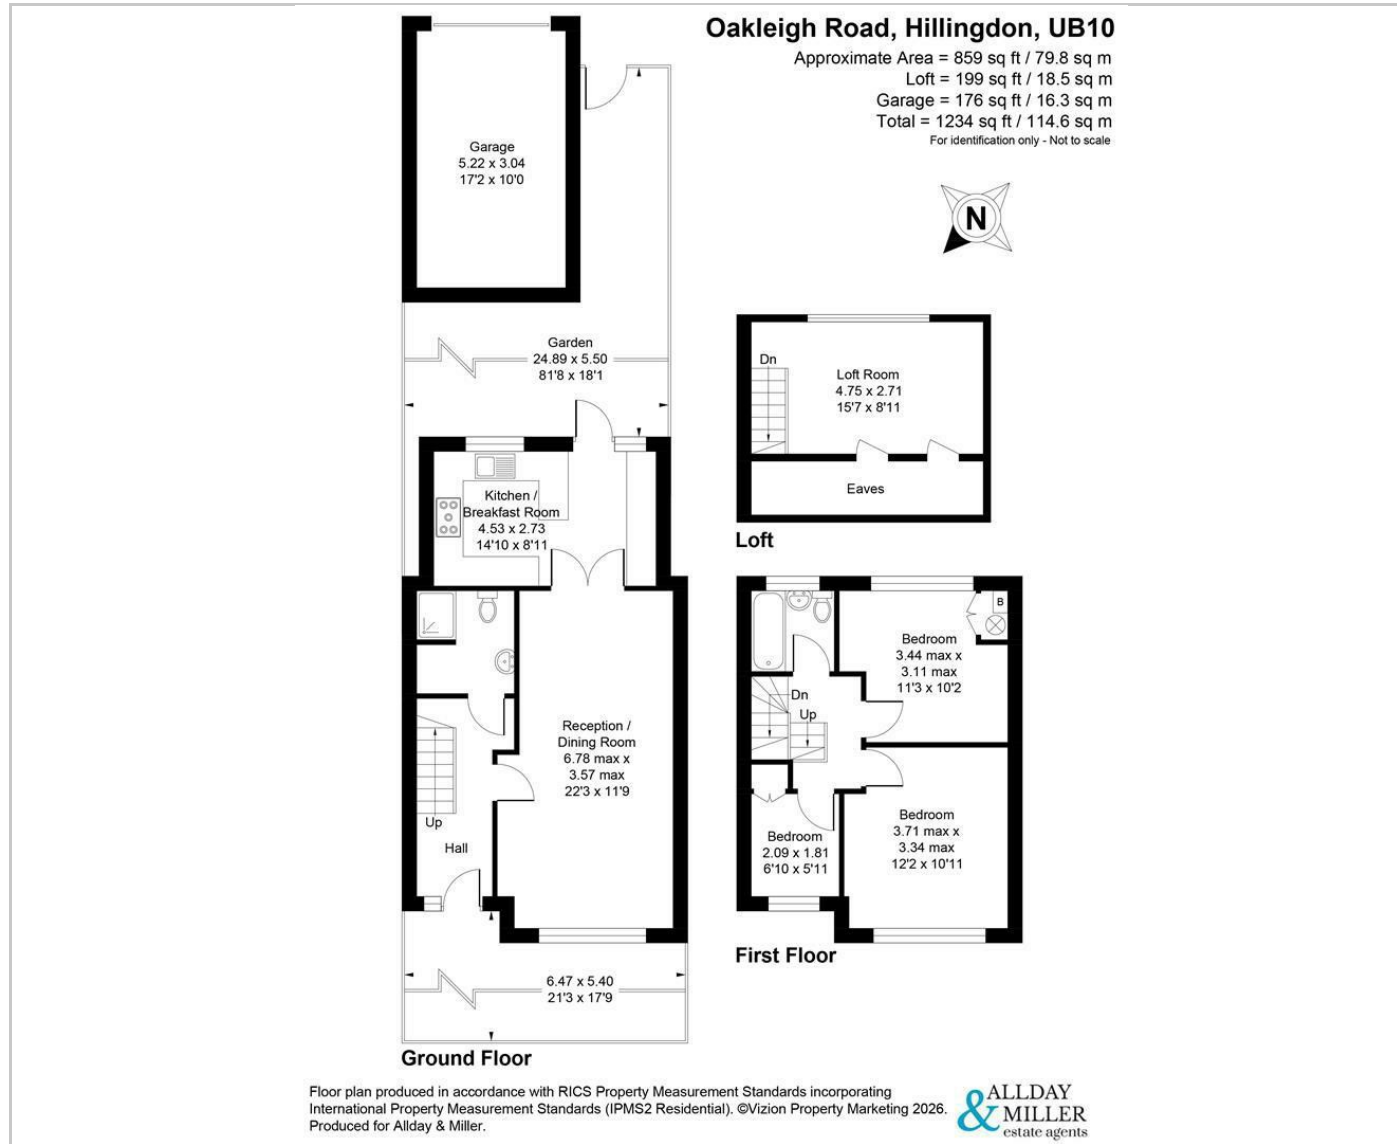 Oakleigh Road, Hillingdon, UB10
Approximate Area = 859 sq ft / 79.8 sq m
Loft = 199 sq ft / 18.5 sq m
Garage = 176 sq ft / 16.3 sq m
Total = 1234 sq ft / 114.6 sq m
For identification only - Not to scale
N
Garage
5.22 x 3.04
17'2 x 10'0
Garden
24.89 x 5.50
81'8 x 18'1
Kitchen /
Breakfast Room
4.53 x 2.73
14'10 x 8'11
Reception /
Dining Room
6.78 max x
3.57 max
22'3 x 11'9
Up
Hall
6.47 x 5.40
21'3 x 17'9
Ground Floor
Dn
Loft Room
4.75 x 2.71
15'7 x 8'11
Eaves
Loft
B
Bedroom
3.44 max x
3.11 max
11'3 x 10'2
Dn
Up
Bedroom
3.71 max x
3.34 max
12'2 x 10'11
Bedroom
2.09 x 1.81
6'10 x 5'11
First Floor
Floor plan produced in accordance with RICS Property Measurement Standards incorporating
International Property Measurement Standards (IPMS2 Residential). ©Vizion Property Marketing 2026.
Produced for Allday & Miller.
ALLDAY
& MILLER
estate agents